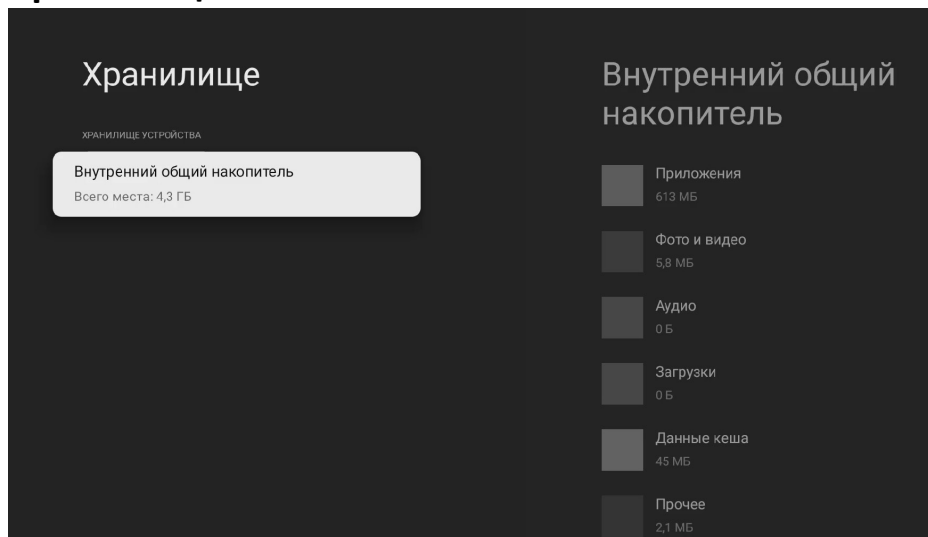 Хранилище
ХРАНИЛИЩЕ УСТРОЙСТВА
Внутренний общий накопитель
Всего места: 4,3 ГБ
Внутренний общий
накопитель
Приложения
613 МБ
Фото и видео
5,8 МБ
Аудио
0 Б
Загрузки
0 Б
Данные кеша
45 МБ
Прочее
2,1 МБ